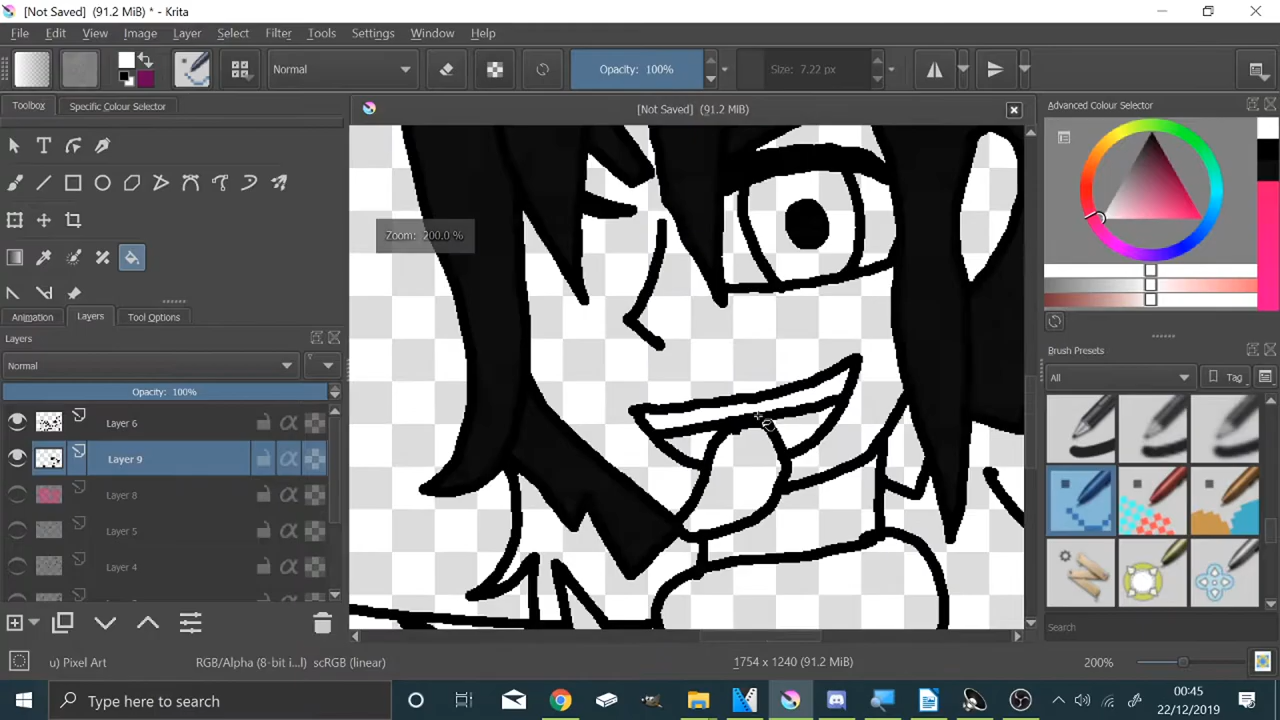 [Not Saved]  (91.2 MiB) * - Krita
File Edit View Image Layer Select Filter Tools Settings Window Help
Normal Opacity: 100% Size: 7.22 px
Toolbox Specific Colour Selector
[Not Saved] (91.2 MiB)
Advanced Colour Selector
Zoom: 200.0 %
Animation Layers Tool Options
Layers
Normal
Opacity: 100%
Layer 6
Layer 9
Layer 8
Layer 5
Layer 4
Brush Presets
All Tag
Search
u) Pixel Art RGB/Alpha (8-bit i...l) scRGB (linear) 1754 x 1240 (91.2 MiB) 200%
Type here to search
00:45
22/12/2019